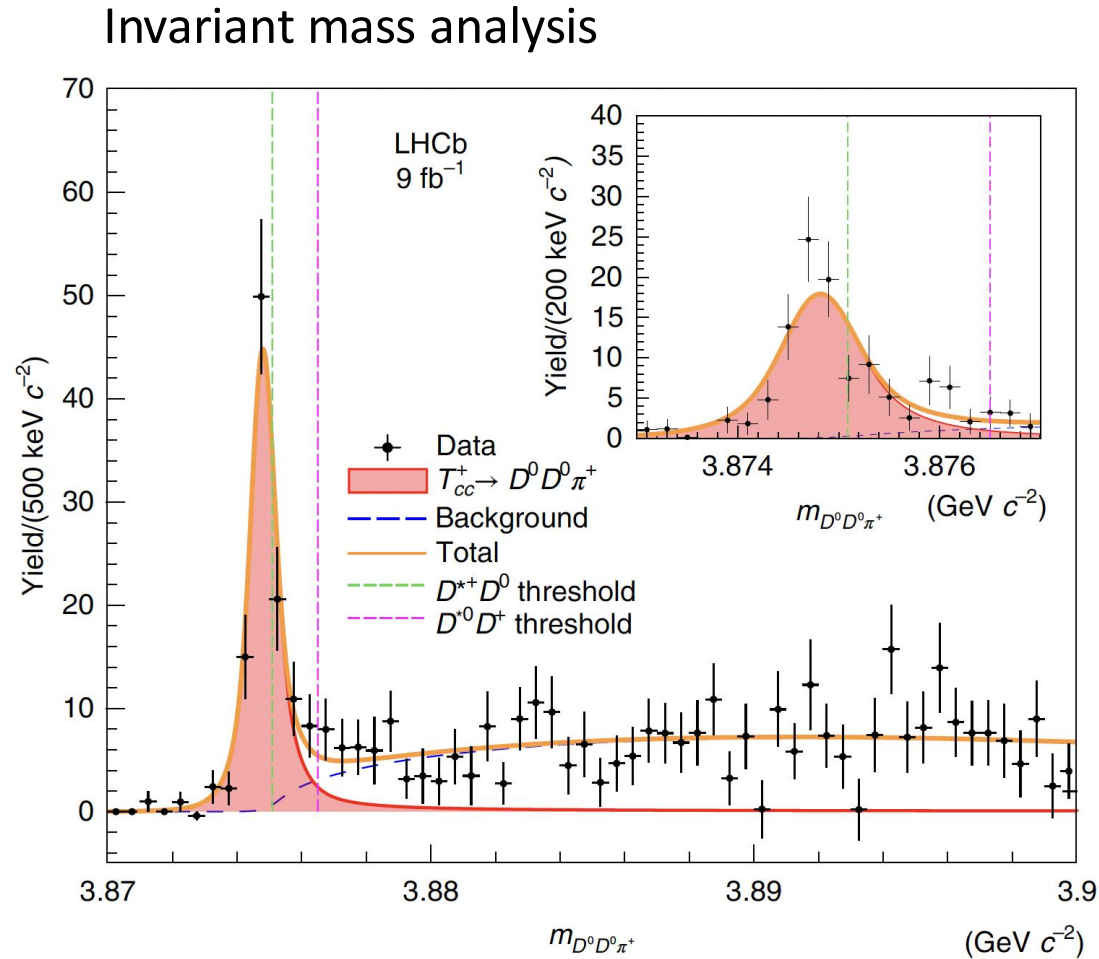 Invariant mass analysis
70
60
50
40
30
20
10
0
Yield/(500 keV c⁻²)
LHCb
9 fb⁻¹
Data
T⁺cc → D⁰D⁰π⁺
Background
Total
D*⁺D⁰ threshold
D*⁰D⁺ threshold
40
35
30
25
20
15
10
5
0
Yield/(200 keV c⁻²)
3.874 3.876
m D⁰D⁰π⁺ (GeV c⁻²)
3.87 3.88 3.89 3.9
m D⁰D⁰π⁺ (GeV c⁻²)